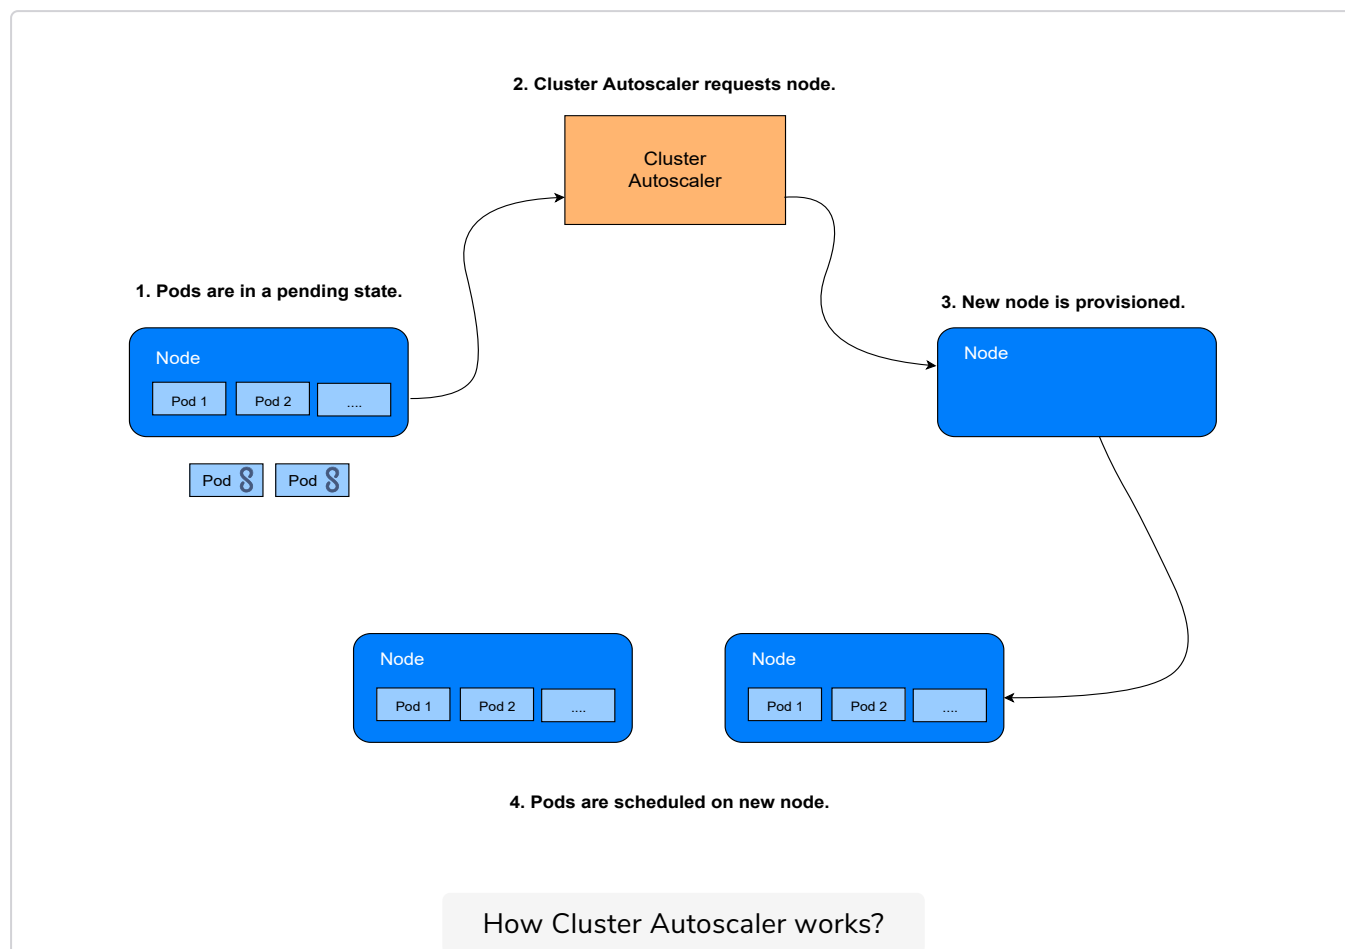 2. Cluster Autoscaler requests node.
Cluster
Autoscaler
1. Pods are in a pending state.
Node
Pod 1
Pod 2
....
Pod
Pod
3. New node is provisioned.
Node
Node
Pod 1
Pod 2
....
Node
Pod 1
Pod 2
....
4. Pods are scheduled on new node.
How Cluster Autoscaler works?